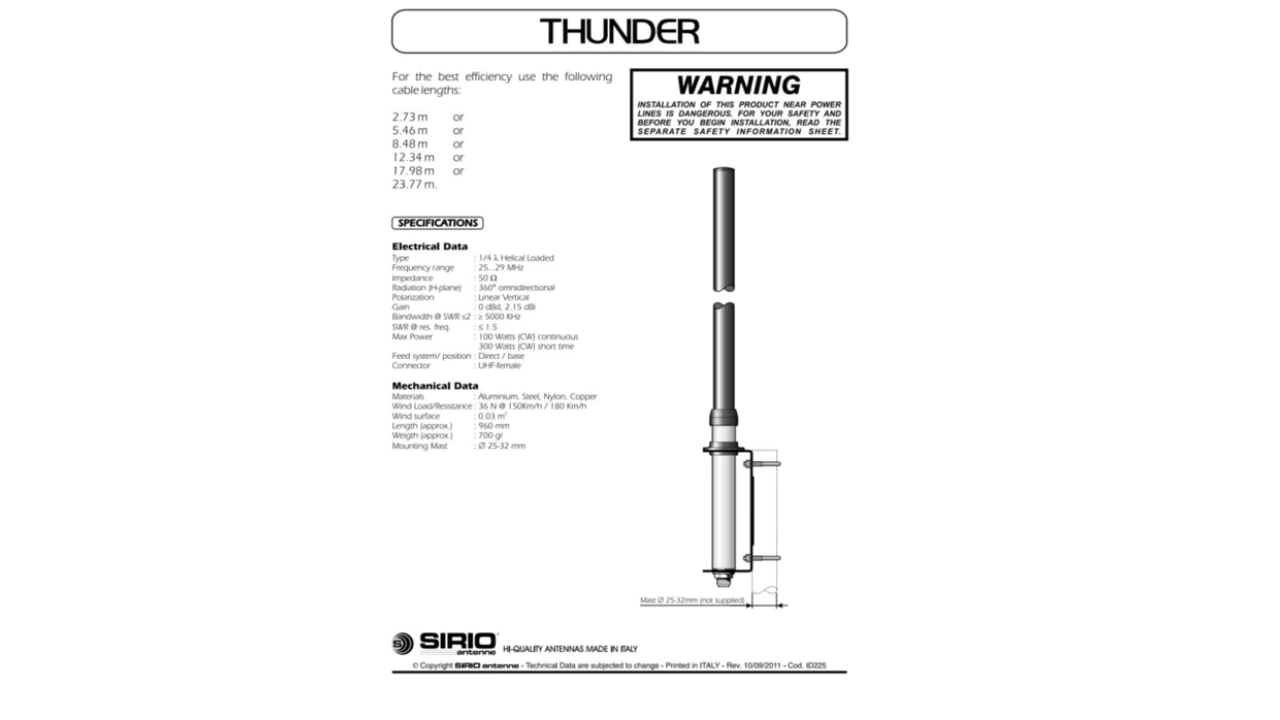 THUNDER
For the best efficiency use the following
cable lengths:
2.73 m or
5.46 m or
8.48 m or
12.34 m or
17.98 m or
23.77 m.
WARNING
INSTALLATION OF THIS PRODUCT NEAR POWER
LINES IS DANGEROUS. FOR YOUR SAFETY AND
BEFORE YOU BEGIN INSTALLATION, READ THE
SEPARATE SAFETY INFORMATION SHEET.
SPECIFICATIONS
Electrical Data
Type : 1/4 λ Helical Loaded
Frequency range : 25...29 MHz
Impedance : 50 Ω
Radiation (H-plane) : 360° omnidirectional
Polarization : Linear Vertical
Gain : 0 dBd, 2.15 dBi
Bandwidth @ SWR ≤2 : ≥ 5000 KHz
SWR @ res. freq. : ≤ 1.5
Max Power : 100 Watts (CW) continuous
300 Watts (CW) short time
Feed system/ position : Direct / base
Connector : UHF-female
Mechanical Data
Materials : Aluminium, Steel, Nylon, Copper
Wind Load/Resistance : 36 N @ 150Km/h / 180 Km/h
Wind surface : 0.03 m²
Length (approx.) : 960 mm
Weigth (approx.) : 700 gr
Mounting Mast : Ø 25-32 mm
Mast Ø 25-32mm (not supplied)
SIRIO
antenne
HI-QUALITY ANTENNAS MADE IN ITALY
© Copyright SIRIO antenne - Technical Data are subjected to change - Printed in ITALY - Rev. 10/09/2011 - Cod. ID225